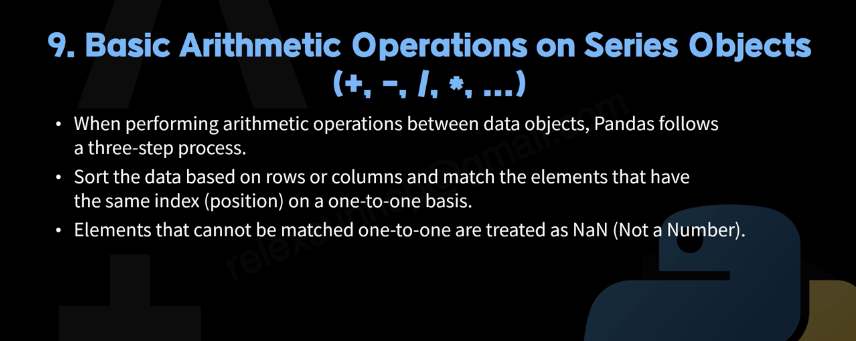 9. Basic Arithmetic Operations on Series Objects
(+, -, /, *, ...)
• When performing arithmetic operations between data objects, Pandas follows
a three-step process.
• Sort the data based on rows or columns and match the elements that have
the same index (position) on a one-to-one basis.
• Elements that cannot be matched one-to-one are treated as NaN (Not a Number).